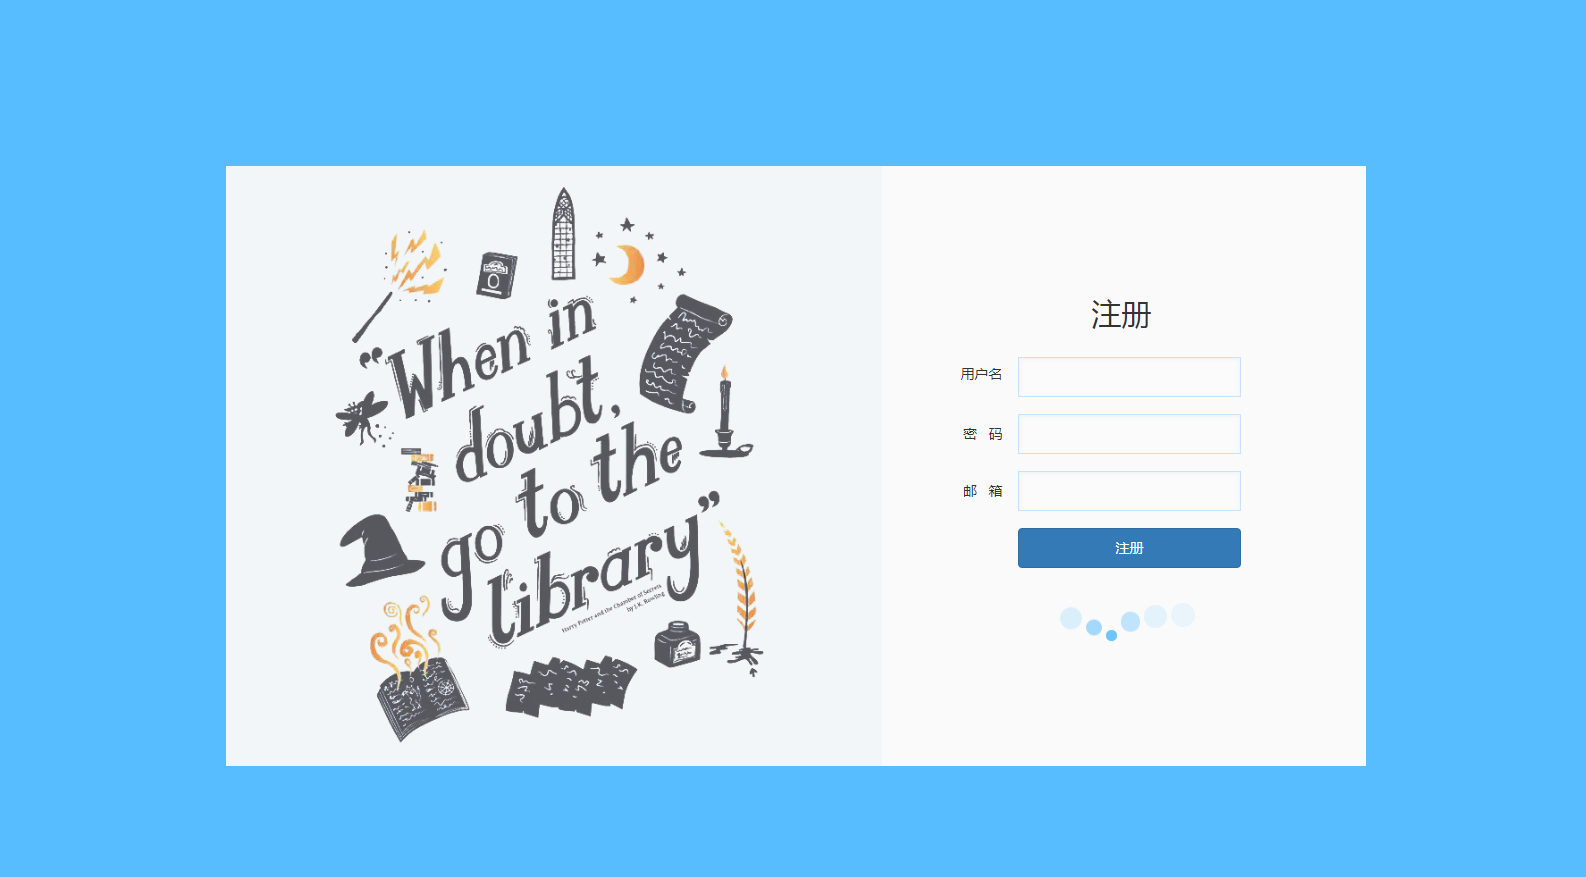 “When in
doubt,
go to the
library”
Harry Potter and the Chamber of Secrets
by J.K. Rowling
注册
用户名
密 码
邮 箱
注册